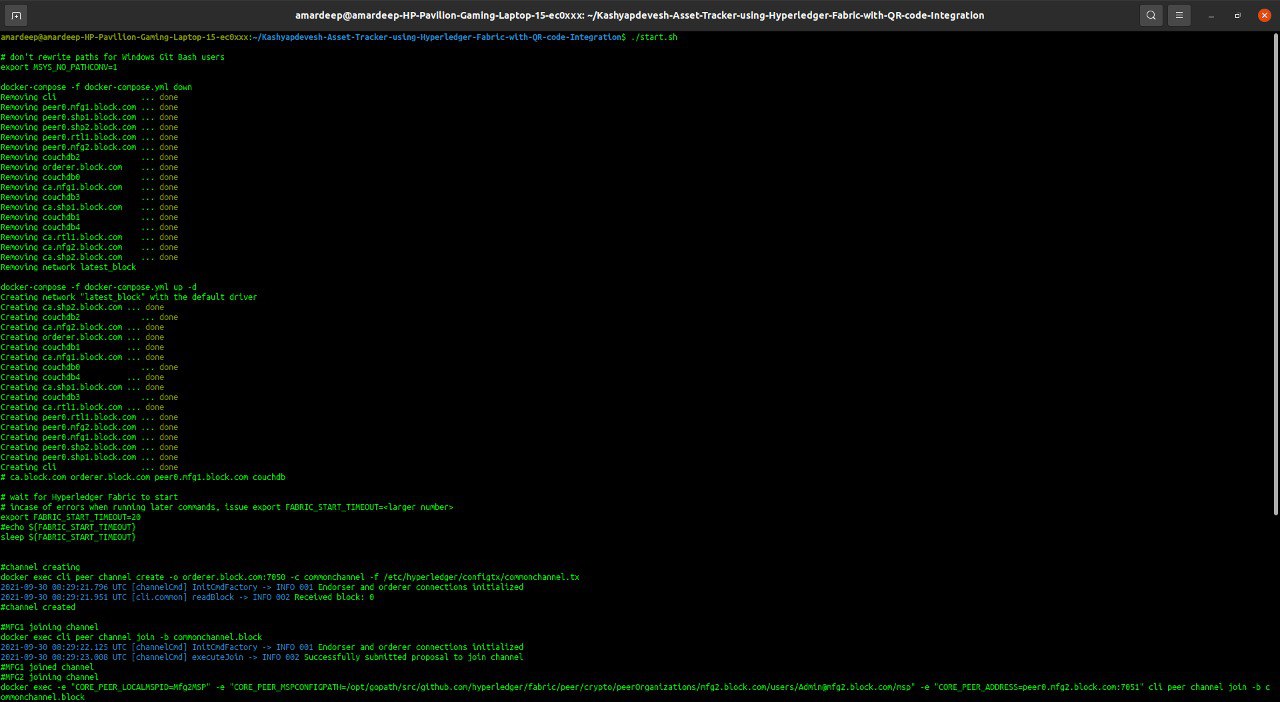 amardeep@amardeep-HP-Pavilion-Gaming-Laptop-15-ec0xxx: ~/Kashyapdevesh-Asset-Tracker-using-Hyperledger-Fabric-with-QR-code-Integration
amardeep@amardeep-HP-Pavilion-Gaming-Laptop-15-ec0xxx:~/Kashyapdevesh-Asset-Tracker-using-Hyperledger-Fabric-with-QR-code-Integration$ ./start.sh
# don't rewrite paths for Windows Git Bash users
export MSYS_NO_PATHCONV=1
docker-compose -f docker-compose.yml down
Removing cli ... done
Removing peer0.mfg1.block.com ... done
Removing peer0.shp1.block.com ... done
Removing peer0.shp2.block.com ... done
Removing peer0.rtl1.block.com ... done
Removing peer0.mfg2.block.com ... done
Removing couchdb2 ... done
Removing orderer.block.com ... done
Removing couchdb0 ... done
Removing ca.mfg1.block.com ... done
Removing couchdb3 ... done
Removing ca.shp1.block.com ... done
Removing couchdb1 ... done
Removing couchdb4 ... done
Removing ca.rtl1.block.com ... done
Removing ca.mfg2.block.com ... done
Removing ca.shp2.block.com ... done
Removing network latest_block
docker-compose -f docker-compose.yml up -d
Creating network "latest_block" with the default driver
Creating ca.shp2.block.com ... done
Creating couchdb2 ... done
Creating ca.mfg2.block.com ... done
Creating orderer.block.com ... done
Creating couchdb1 ... done
Creating ca.mfg1.block.com ... done
Creating couchdb0 ... done
Creating couchdb4 ... done
Creating ca.shp1.block.com ... done
Creating couchdb3 ... done
Creating ca.rtl1.block.com ... done
Creating peer0.rtl1.block.com ... done
Creating peer0.mfg2.block.com ... done
Creating peer0.mfg1.block.com ... done
Creating peer0.shp2.block.com ... done
Creating peer0.shp1.block.com ... done
Creating cli ... done
# ca.block.com orderer.block.com peer0.mfg1.block.com couchdb
# wait for Hyperledger Fabric to start
# incase of errors when running later commands, issue export FABRIC_START_TIMEOUT=<larger number>
export FABRIC_START_TIMEOUT=20
#echo ${FABRIC_START_TIMEOUT}
sleep ${FABRIC_START_TIMEOUT}
#channel creating
docker exec cli peer channel create -o orderer.block.com:7050 -c commonchannel -f /etc/hyperledger/configtx/commonchannel.tx
2021-09-30 08:29:21.796 UTC [channelCmd] InitCmdFactory -> INFO 001 Endorser and orderer connections initialized
2021-09-30 08:29:21.951 UTC [cli.common] readBlock -> INFO 002 Received block: 0
#channel created
#MFG1 joining channel
docker exec cli peer channel join -b commonchannel.block
2021-09-30 08:29:22.125 UTC [channelCmd] InitCmdFactory -> INFO 001 Endorser and orderer connections initialized
2021-09-30 08:29:23.008 UTC [channelCmd] executeJoin -> INFO 002 Successfully submitted proposal to join channel
#MFG1 joined channel
#MFG2 joining channel
docker exec -e "CORE_PEER_LOCALMSPID=Mfg2MSP" -e "CORE_PEER_MSPCONFIGPATH=/opt/gopath/src/github.com/hyperledger/fabric/peer/crypto/peerOrganizations/mfg2.block.com/users/Admin@mfg2.block.com/msp" -e "CORE_PEER_ADDRESS=peer0.mfg2.block.com:7051" cli peer channel join -b c
ommonchannel.block